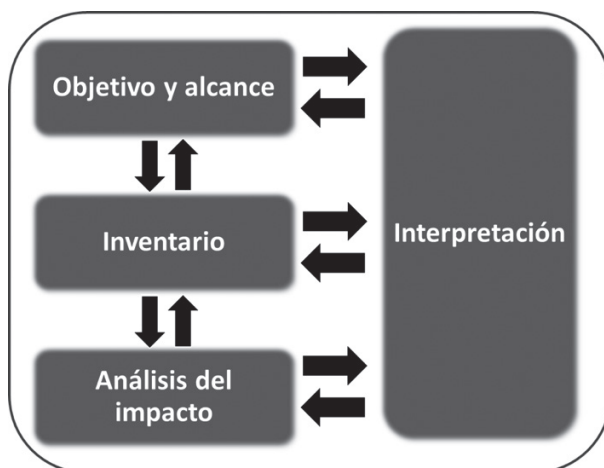 Objetivo y alcance
Inventario
Interpretación
Análisis del
impacto